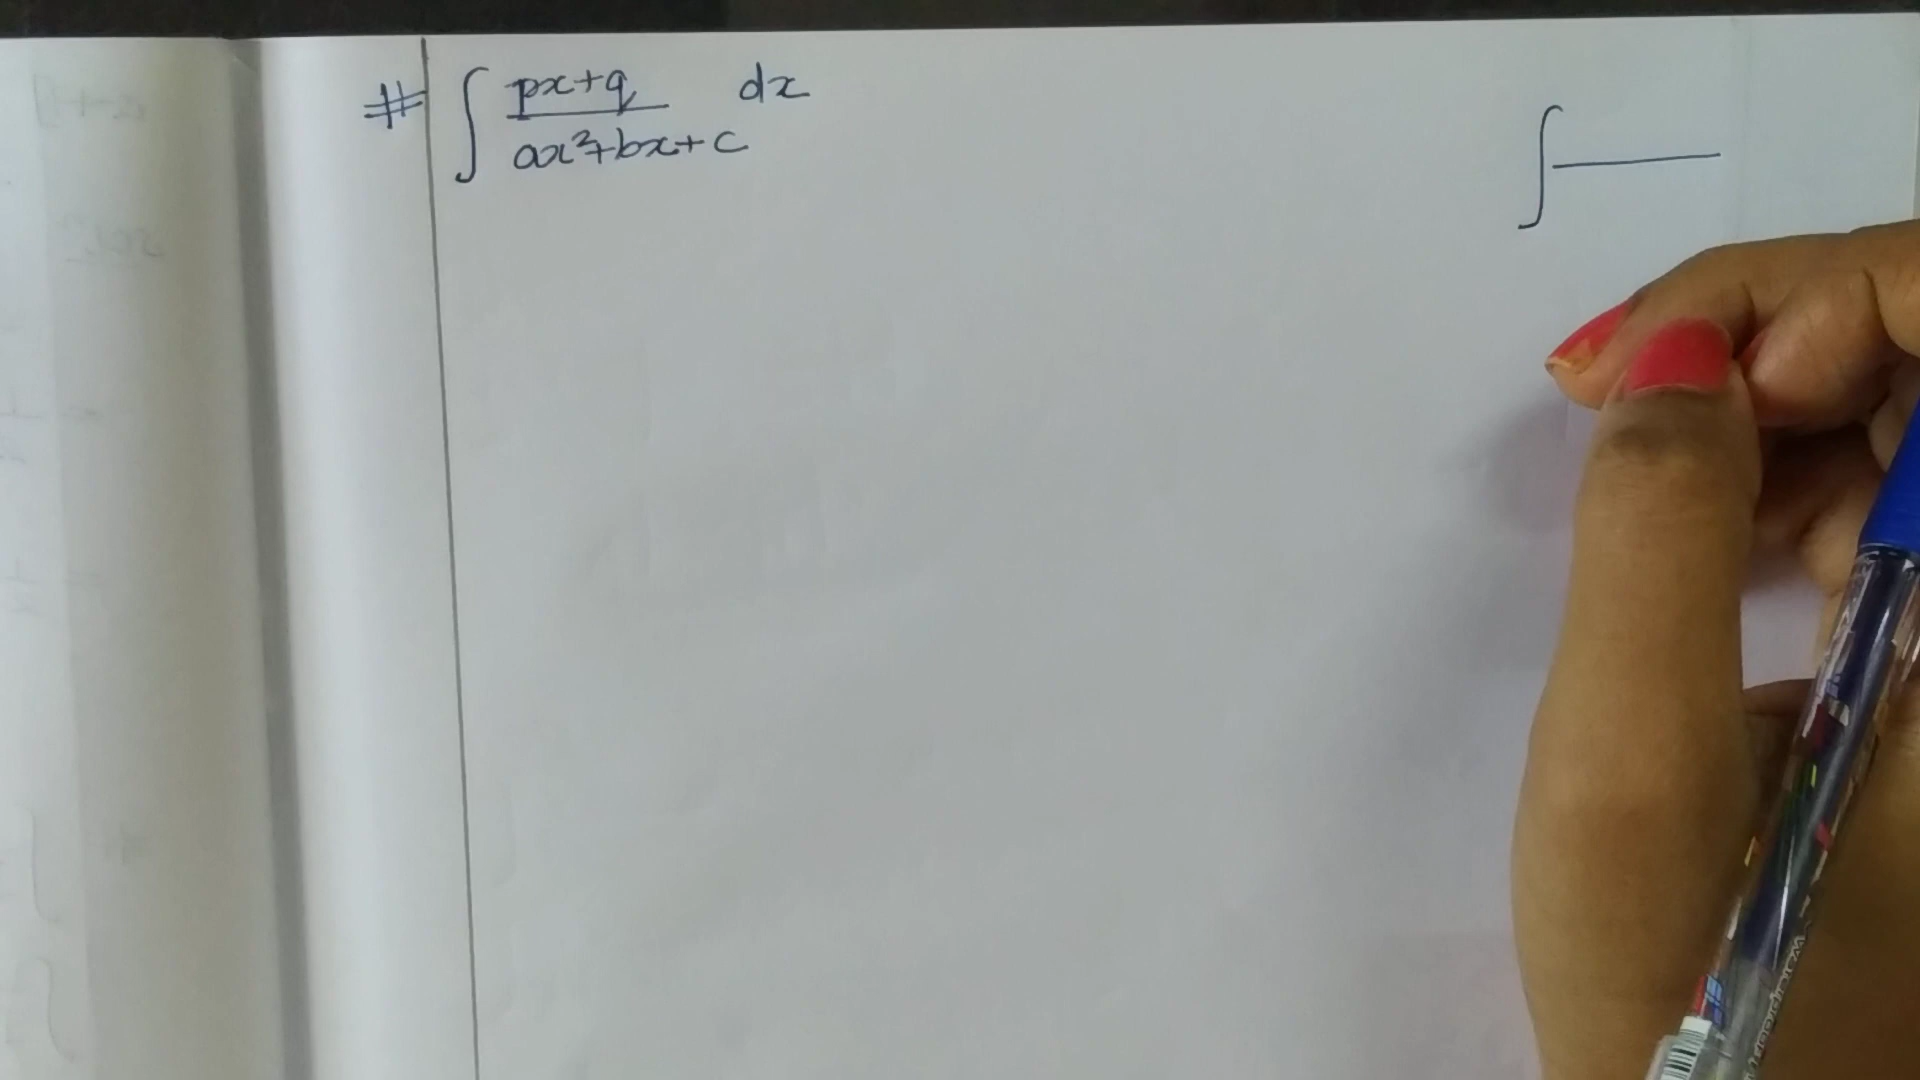 # ∫ px+q / ax²+bx+c dx
∫